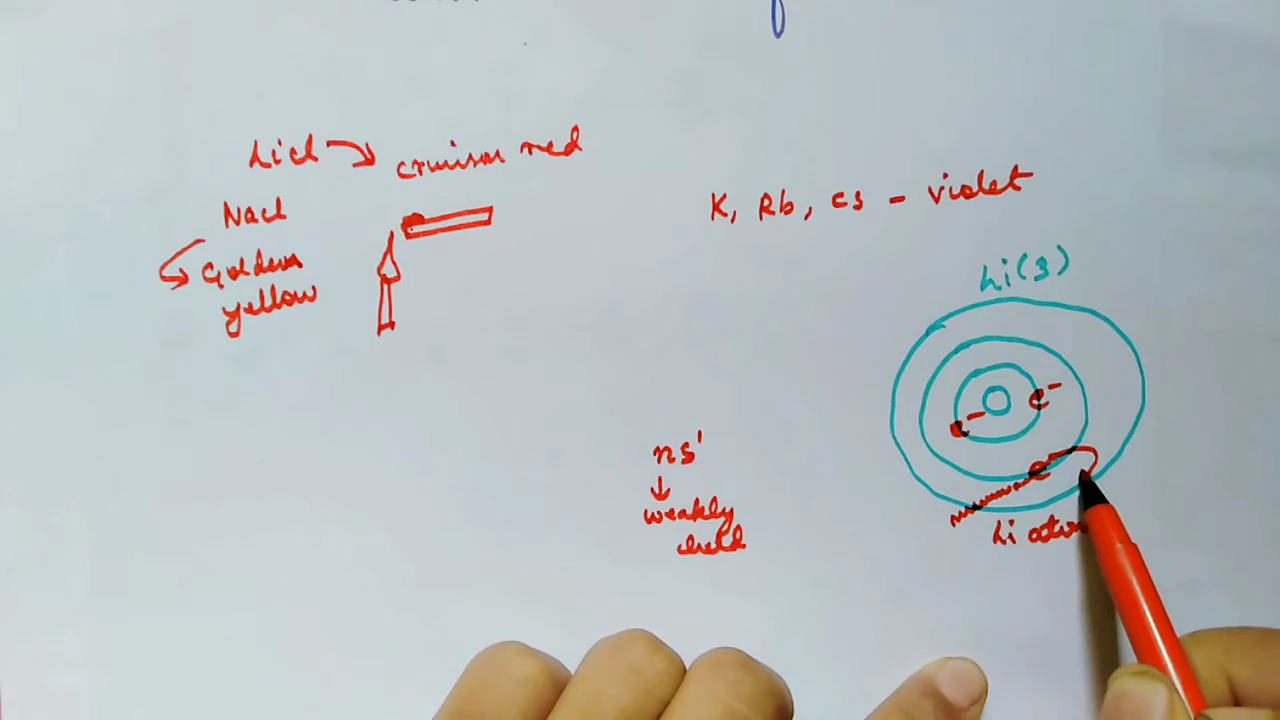 LiCl → crimson red
NaCl
Golden
yellow
K, Rb, Cs - violet
Li(3)
e⁻
e⁻
e⁻
ns¹
↓
weakly
held
Li atom